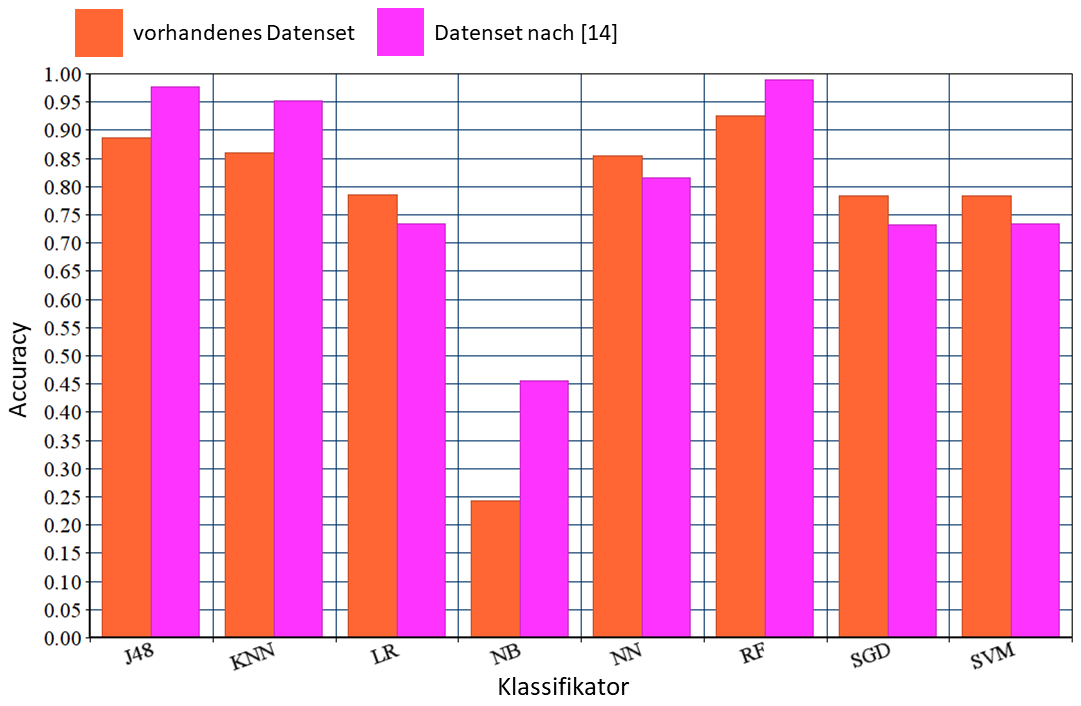 vorhandenes Datenset
Datenset nach [14]
1.00
0.95
0.90
0.85
0.80
0.75
0.70
0.65
0.60
0.55
0.50
0.45
0.40
0.35
0.30
0.25
0.20
0.15
0.10
0.05
0.00
Accuracy
J48
KNN
LR
NB
NN
RF
SGD
SVM
Klassifikator